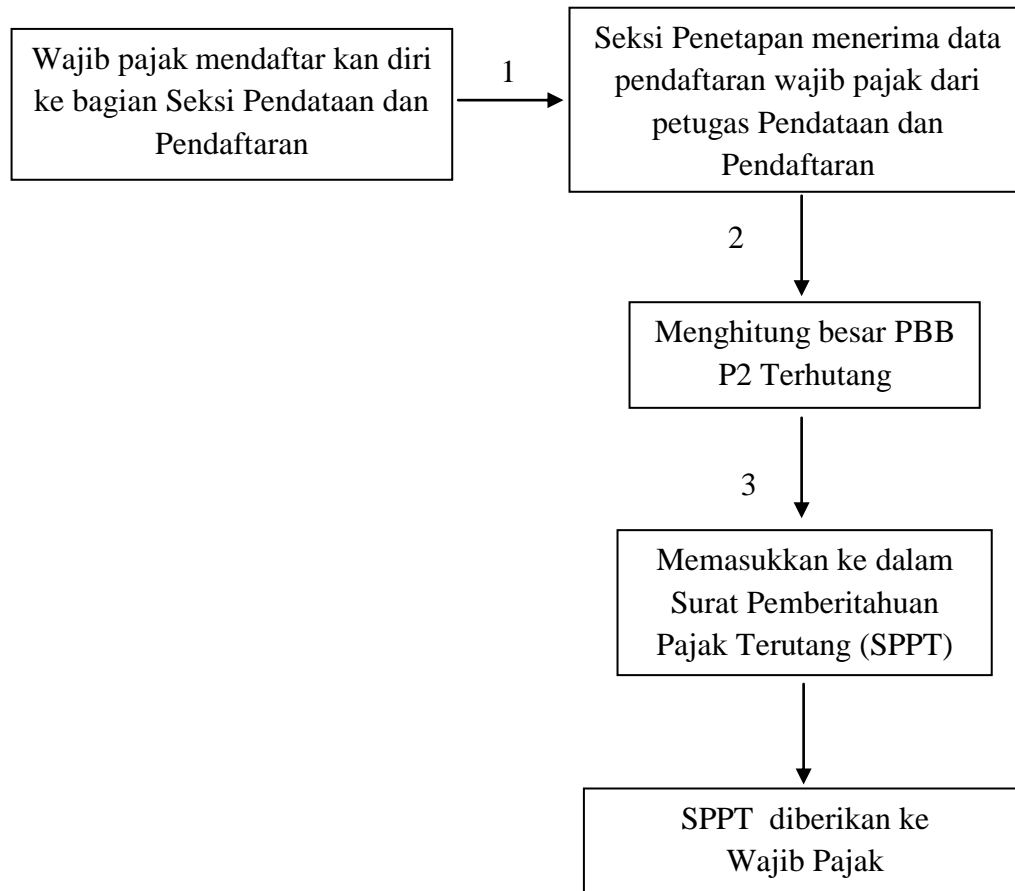 Wajib pajak mendaftar kan diri
ke bagian Seksi Pendataan dan
Pendaftaran
1
Seksi Penetapan menerima data
pendaftaran wajib pajak dari
petugas Pendataan dan
Pendaftaran
2
Menghitung besar PBB
P2 Terhutang
3
Memasukkan ke dalam
Surat Pemberitahuan
Pajak Terutang (SPPT)
SPPT  diberikan ke
Wajib Pajak